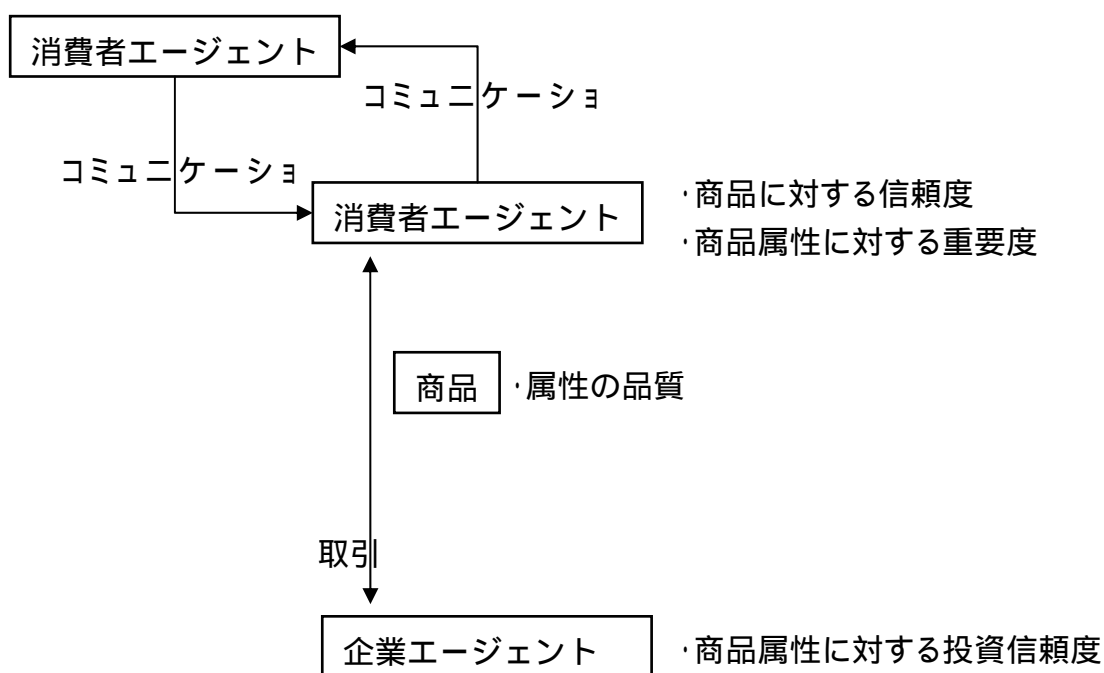 消費者エージェント
コミュニケーショ
コミュニケーショ
消費者エージェント
・商品に対する信頼度
・商品属性に対する重要度
商品
・属性の品質
取引
企業エージェント
・商品属性に対する投資信頼度